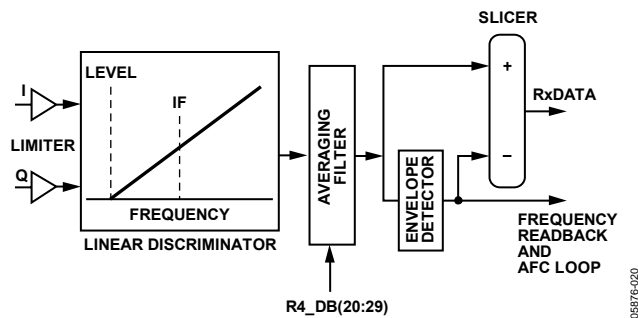 SLICER
LEVEL
I
IF
+
RxDATA
LIMITER
AVERAGING
FILTER
Q
–
ENVELOPE
DETECTOR
FREQUENCY
LINEAR DISCRIMINATOR
FREQUENCY
READBACK
AND
AFC LOOP
R4_DB(20:29)
05876-020